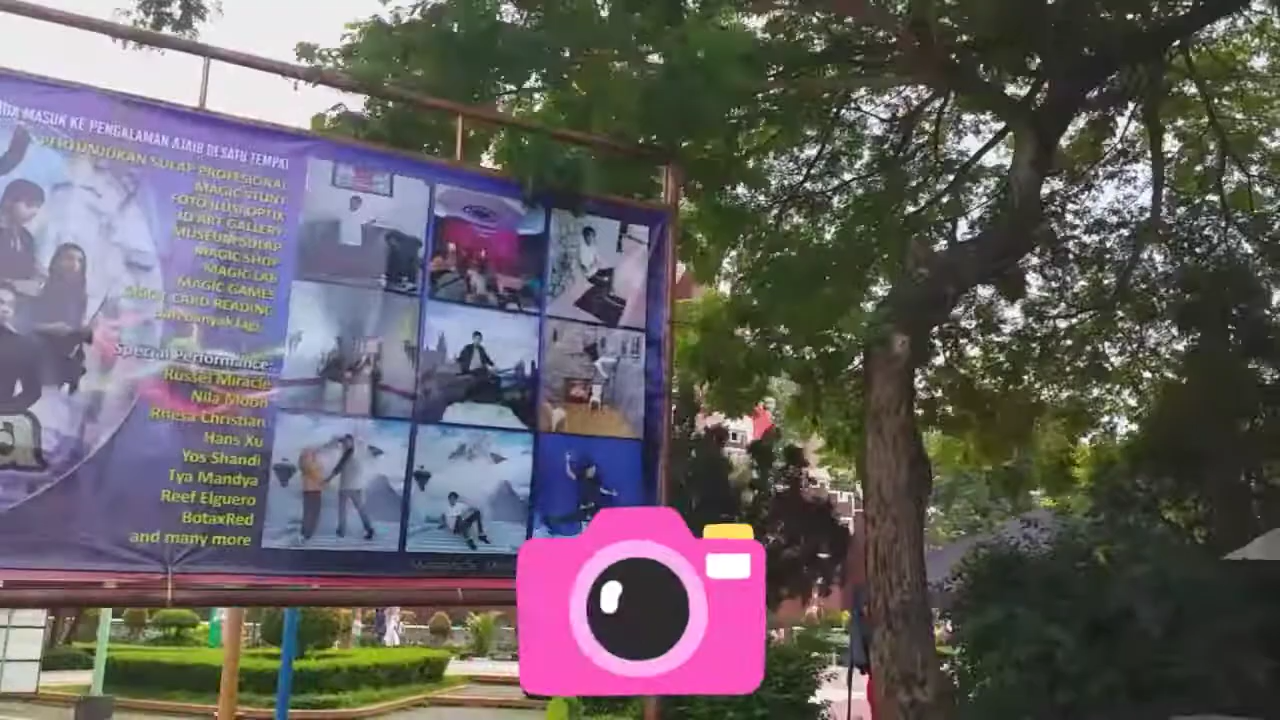 MASUK KE PENGALAMAN AJAIB DI SATU TEMPAT
PERTUNJUKAN SULAP PROFESIONAL
MAGIC STUNT
FOTO ILUSI OPTIK
3D ART GALLERY
MUSEUM SULAP
MAGIC SHOP
MAGIC LAB
MAGIC GAMES
CARD READING
dan banyak lagi
Special Performance:
Russel Miracle
Nila Moon
Rhesa Christian
Hans Xu
Yos Shandi
Tya Mandya
Reef Elguero
BotaxRed
and many more